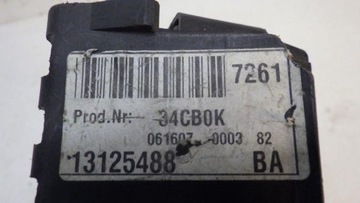 7261
Prod.Nr: 34CB0K
061607 0003 82
13125488 BA